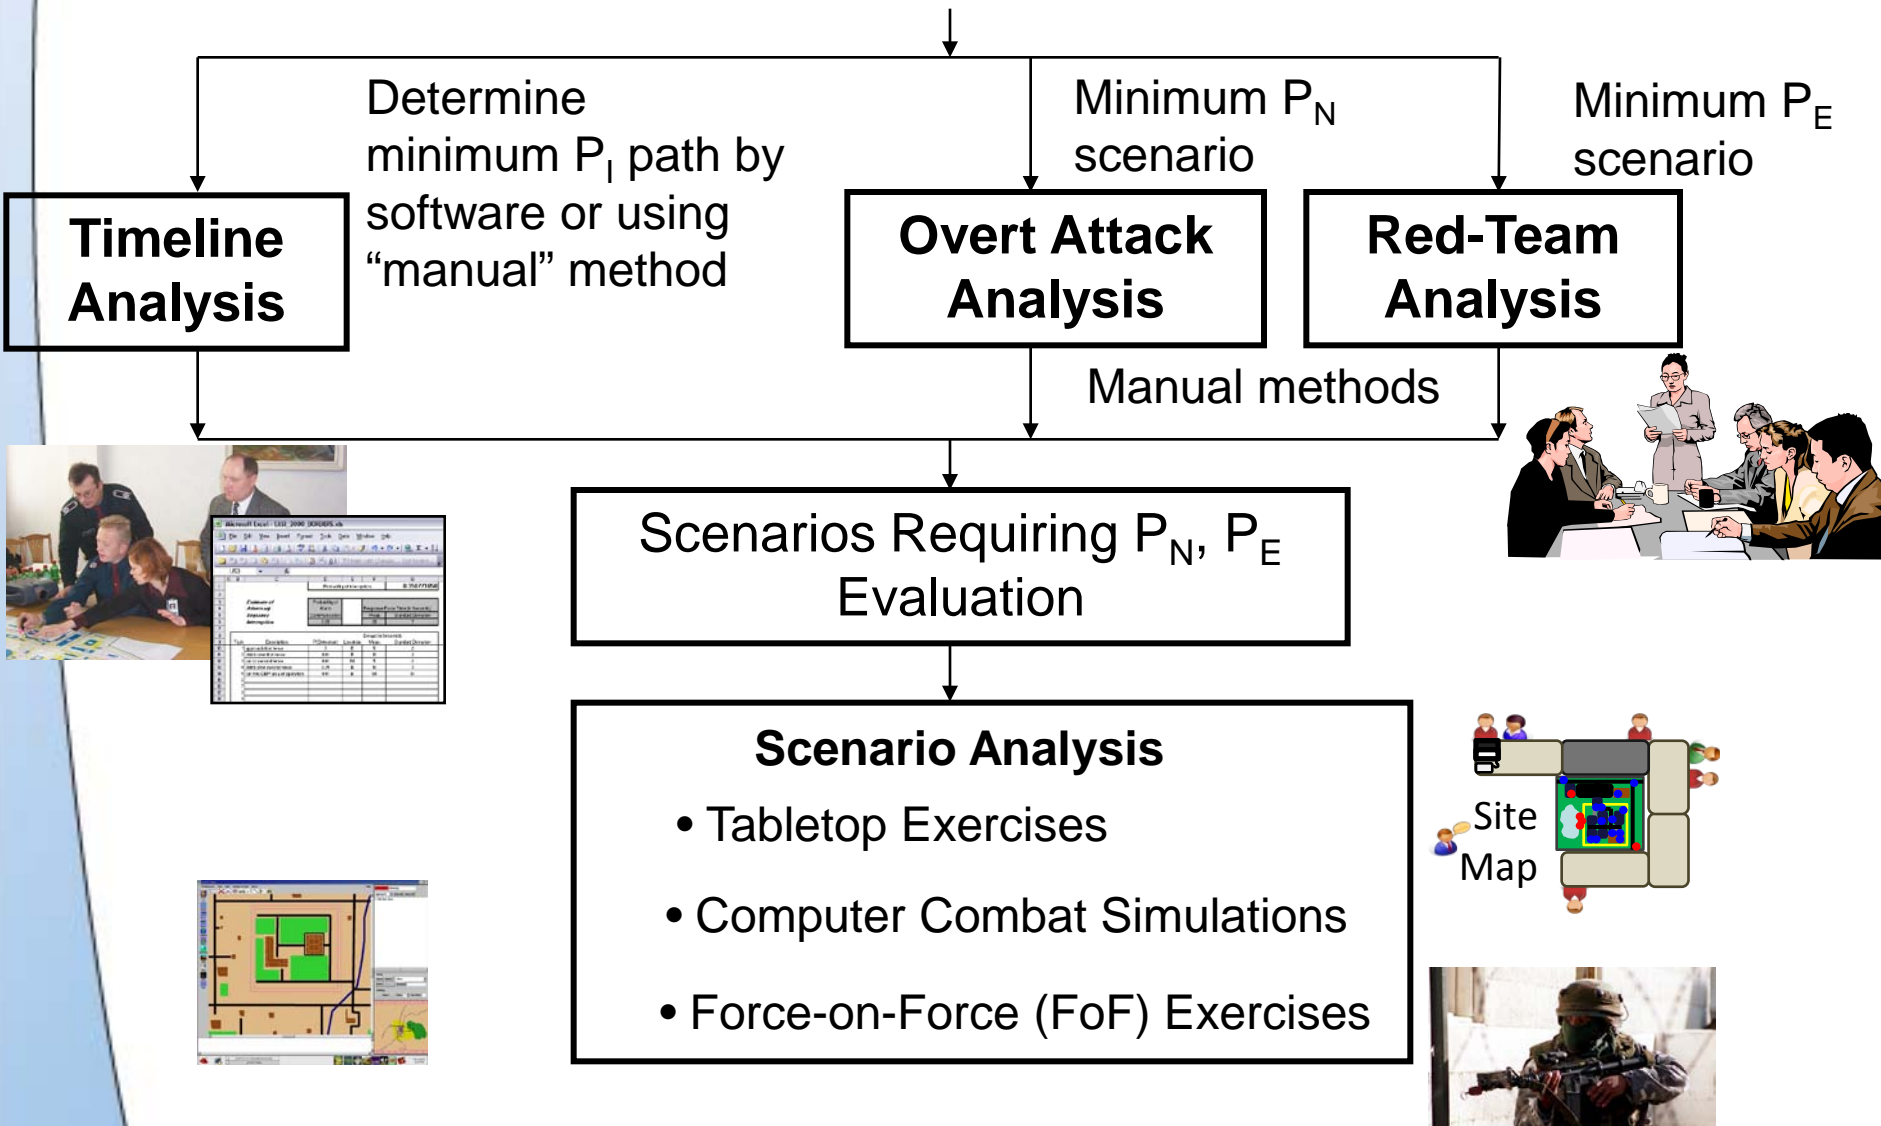 Determine
minimum P_I path by
software or using
“manual” method
Minimum P_N
scenario
Minimum P_E
scenario
Timeline
Analysis
Overt Attack
Analysis
Red-Team
Analysis
Manual methods
Scenarios Requiring P_N, P_E
Evaluation
Scenario Analysis
• Tabletop Exercises
• Computer Combat Simulations
• Force-on-Force (FoF) Exercises
Site
Map